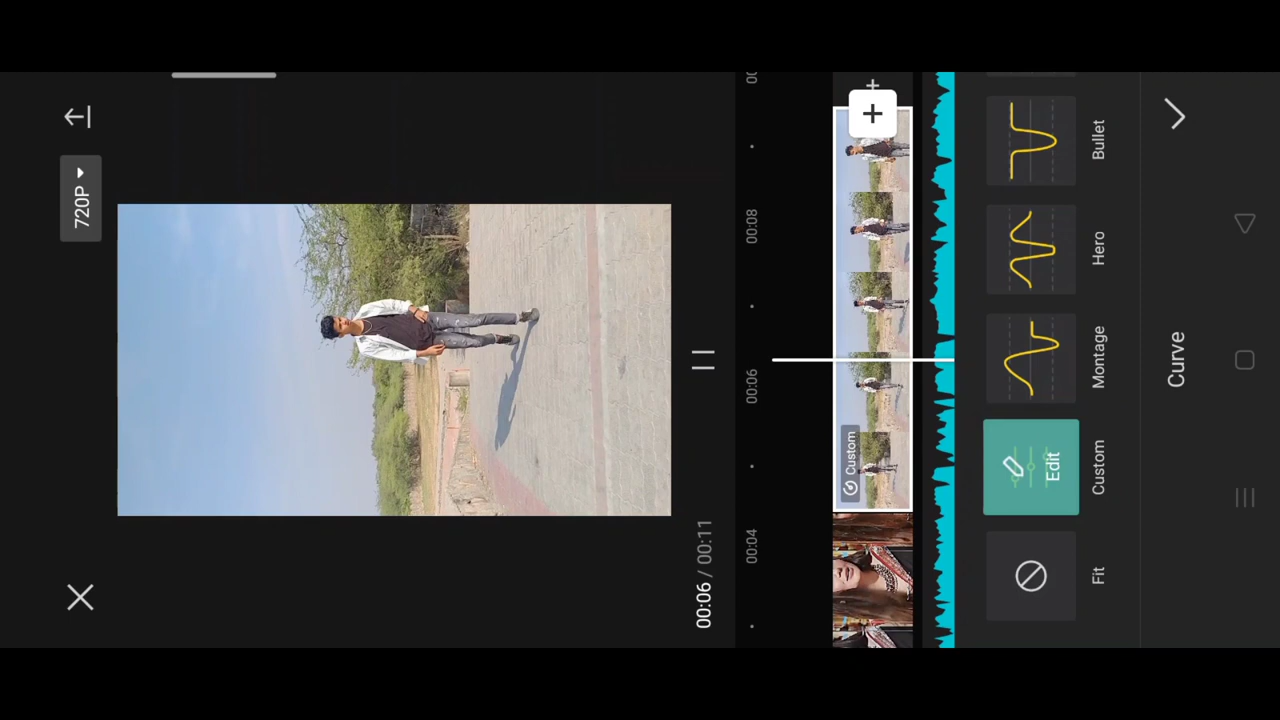 720P
00:06 / 00:11
00:04
00:06
00:08
00
Custom
Fit
Edit
Custom
Montage
Hero
Bullet
Curve